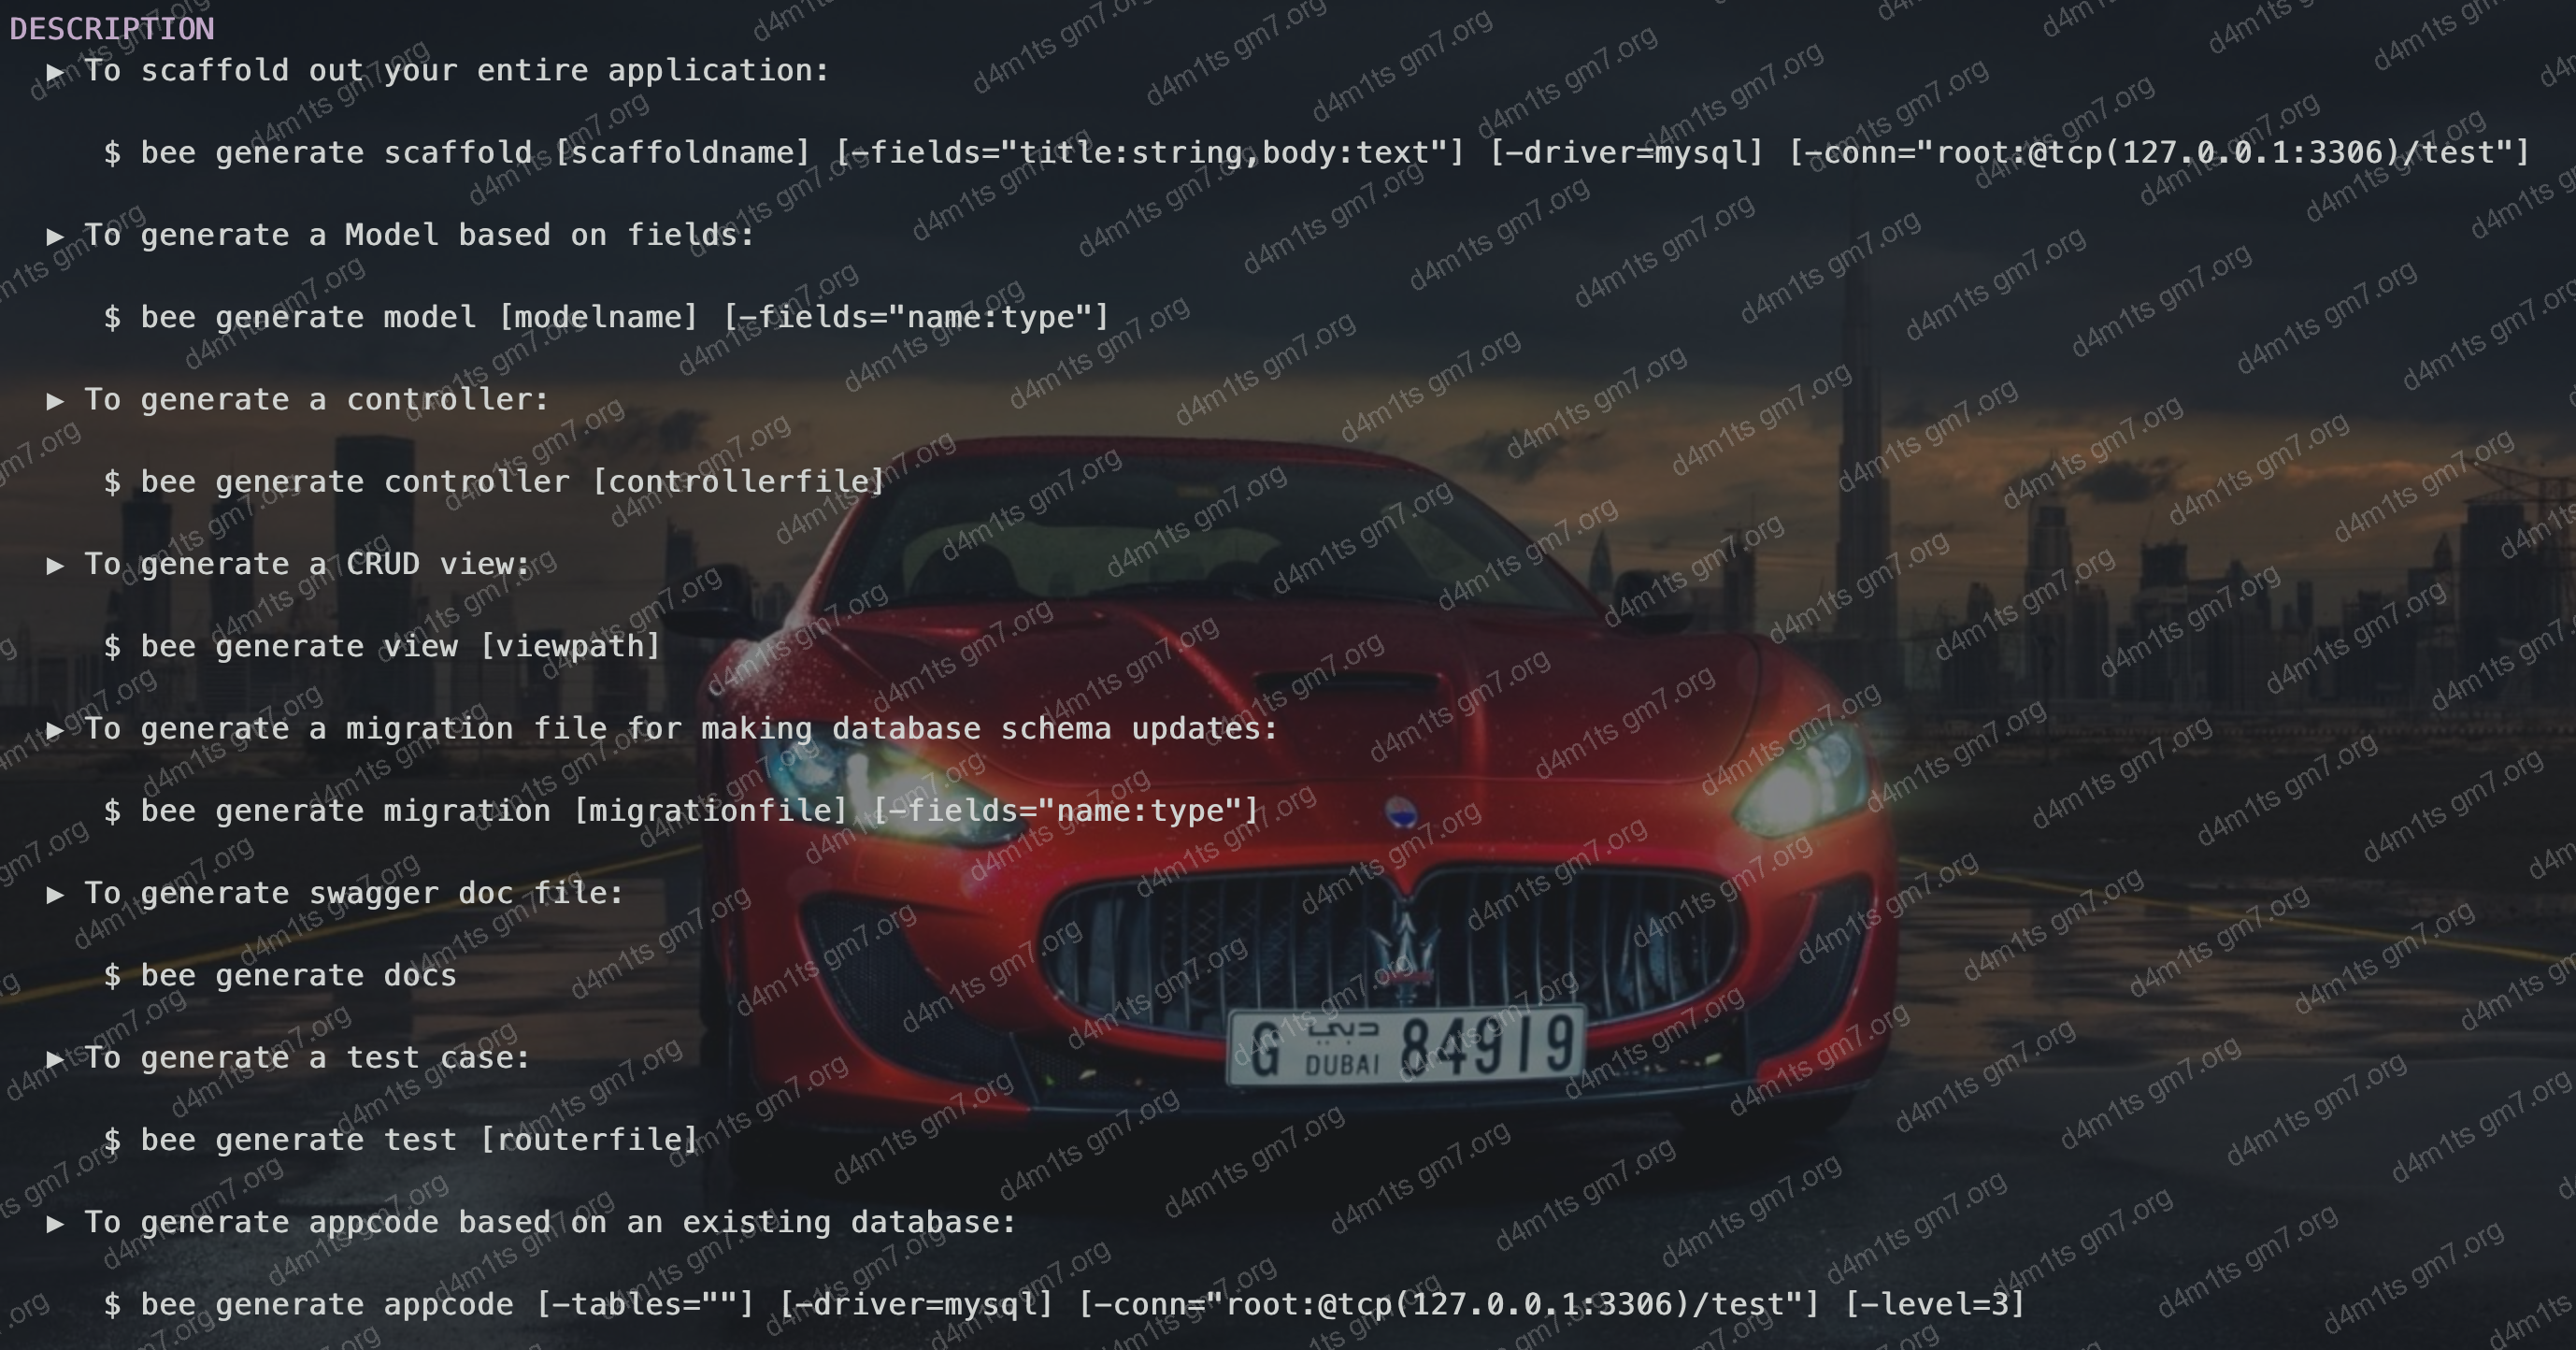 DESCRIPTION
▶ To scaffold out your entire application:
$ bee generate scaffold [scaffoldname] [-fields="title:string,body:text"] [-driver=mysql] [-conn="root:@tcp(127.0.0.1:3306)/test"]
▶ To generate a Model based on fields:
$ bee generate model [modelname] [-fields="name:type"]
▶ To generate a controller:
$ bee generate controller [controllerfile]
▶ To generate a CRUD view:
$ bee generate view [viewpath]
▶ To generate a migration file for making database schema updates:
$ bee generate migration [migrationfile] [-fields="name:type"]
▶ To generate swagger doc file:
$ bee generate docs
▶ To generate a test case:
$ bee generate test [routerfile]
▶ To generate appcode based on an existing database:
$ bee generate appcode [-tables=""] [-driver=mysql] [-conn="root:@tcp(127.0.0.1:3306)/test"] [-level=3]
G دبي DUBAI 84919
d4m1ts gm7.org